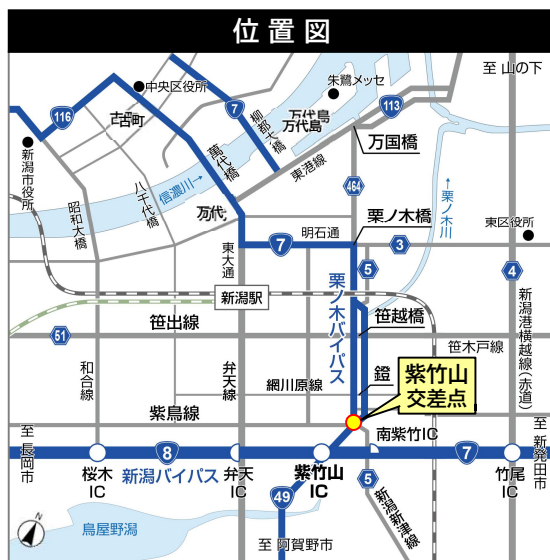 位置図
至 山の下
朱鷺メッセ
中央区役所
116
古町
7
柳都大橋
万代島
万代島
113
万国橋
新潟市役所
萬代橋
東港線
信濃川→
八千代橋
昭和大橋
464
→栗ノ木川
万代
栗ノ木橋
東区役所
明石通
7
3
東大通
5
4
新潟駅
栗ノ木バイパス
新潟港横越線(赤道)
笹越橋
51
笹出線
笹木戸線
和合線
弁天線
網川原線
鐙
紫竹山
交差点
紫鳥線
至 長岡市
南紫竹IC
至 新発田市
8
7
桜木
IC
新潟バイパス
弁天
IC
紫竹山
IC
竹尾
IC
5
49
新潟新津線
鳥屋野潟
至 阿賀野市
N